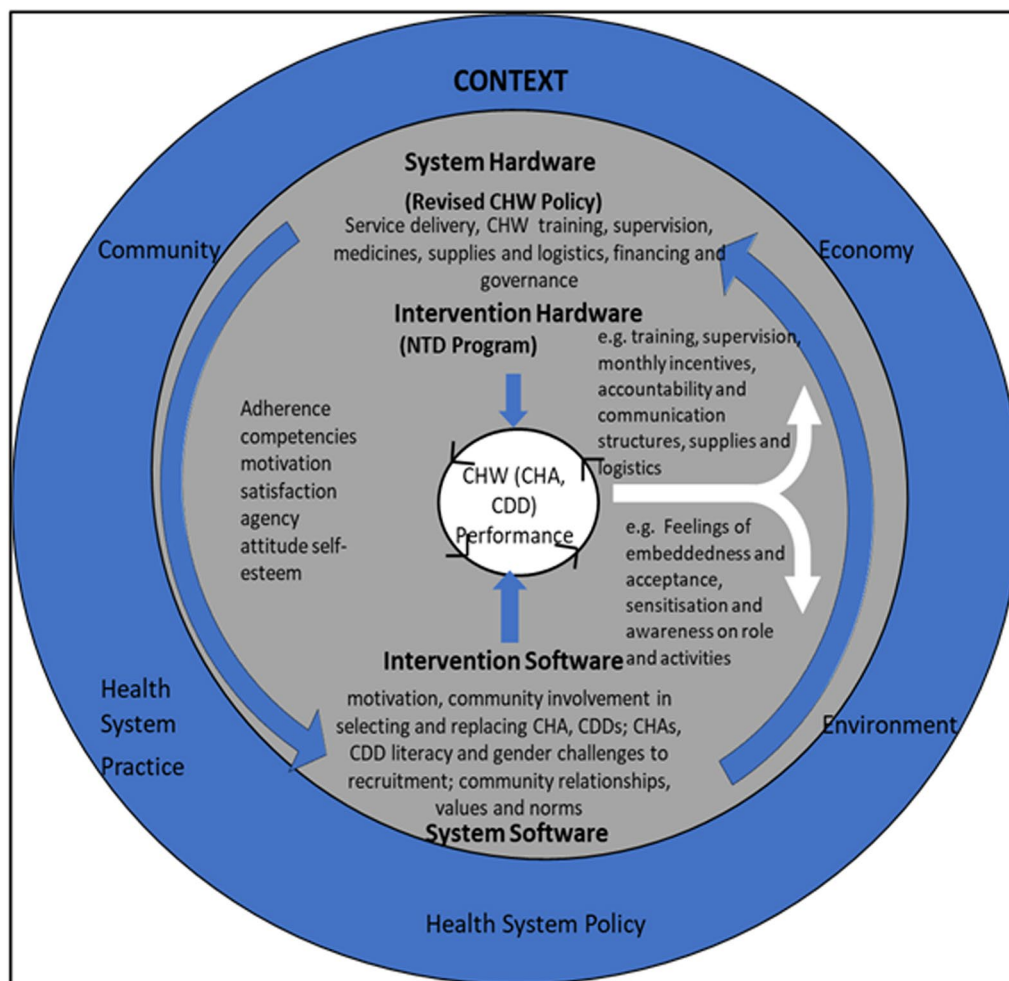 CONTEXT
System Hardware
(Revised CHW Policy)
Service delivery, CHW training, supervision,
medicines, supplies and logistics, financing and
governance
Community
Economy
Intervention Hardware
(NTD Program)
e.g. training, supervision,
monthly incentives,
accountability and
communication
structures, supplies and
logistics
Adherence
competencies
motivation
satisfaction
agency
attitude self-
esteem
CHW (CHA,
CDD)
Performance
e.g. Feelings of
embeddedness and
acceptance,
sensitisation and
awareness on role
and activities
Intervention Software
motivation, community involvement in
selecting and replacing CHA, CDDs; CHAs,
CDD literacy and gender challenges to
recruitment; community relationships,
values and norms
System Software
Health
System
Practice
Environment
Health System Policy